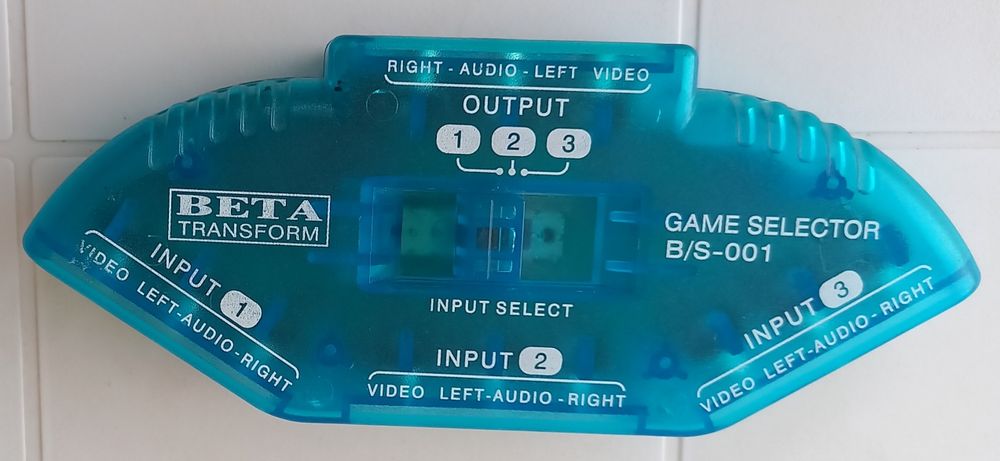 RIGHT - AUDIO - LEFT VIDEO
OUTPUT
1 2 3
BETA
TRANSFORM
GAME SELECTOR
B/S-001
INPUT SELECT
INPUT 1
VIDEO LEFT-AUDIO-RIGHT
INPUT 2
VIDEO LEFT-AUDIO-RIGHT
INPUT 3
VIDEO LEFT-AUDIO-RIGHT